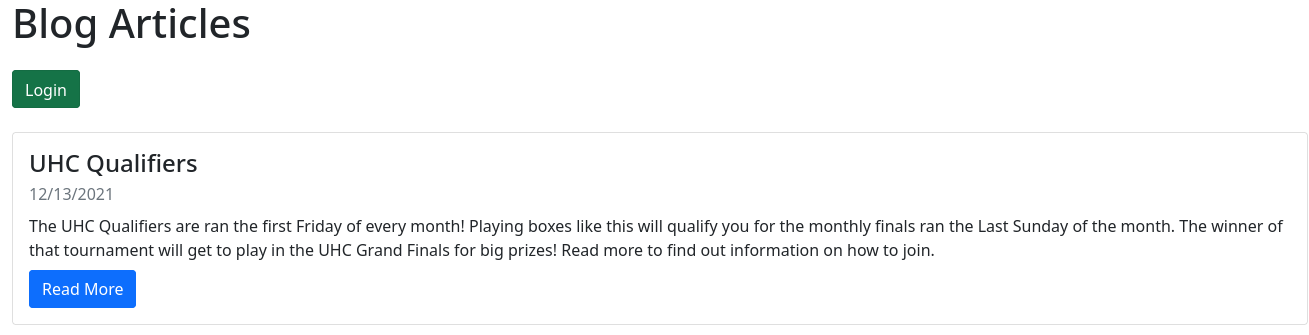 Blog Articles
Login
UHC Qualifiers
12/13/2021
The UHC Qualifiers are ran the first Friday of every month! Playing boxes like this will qualify you for tho monthly finals ran the Last Sunday of the month. The winner of
that tournament will get to play in the UHC Grand Finals for big prizes! Read more to find out information on how to join.
Read More